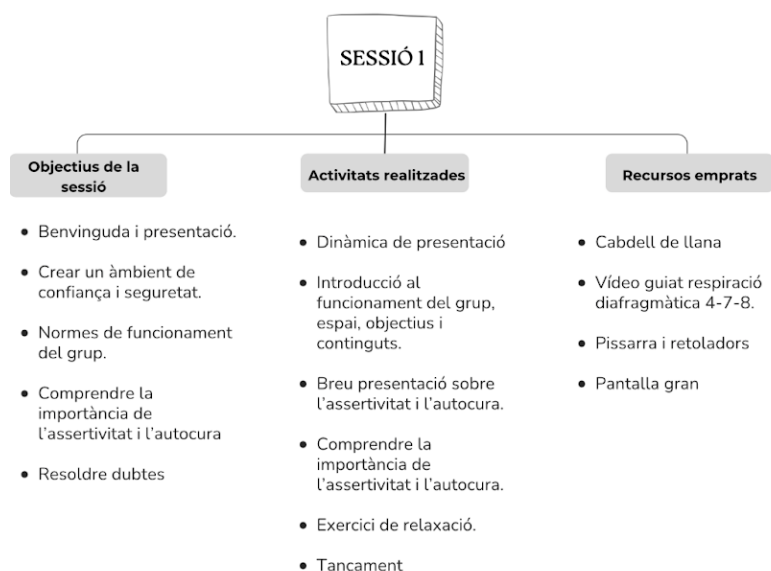 SESSIÓ 1
Objectius de la
sessió
Benvinguda i presentació.
Crear un àmbient de
confiança i seguretat.
Normes de funcionament
del grup.
Comprendre la
importància de
l'assertivitat i l'autocura
Resoldre dubtes
Activitats realitzades
Dinàmica de presentació
Introducció al
funcionament del grup,
espai, objectius i
continguts.
Breu presentació sobre
l'assertivitat i l'autocura.
Comprendre la
importància de
l'assertivitat i l'autocura.
Exercici de relaxació.
Tancament
Recursos emprats
Cabdell de llana
Vídeo guiat respiració
diafragmàtica 4-7-8.
Pissarra i retoladors
Pantalla gran